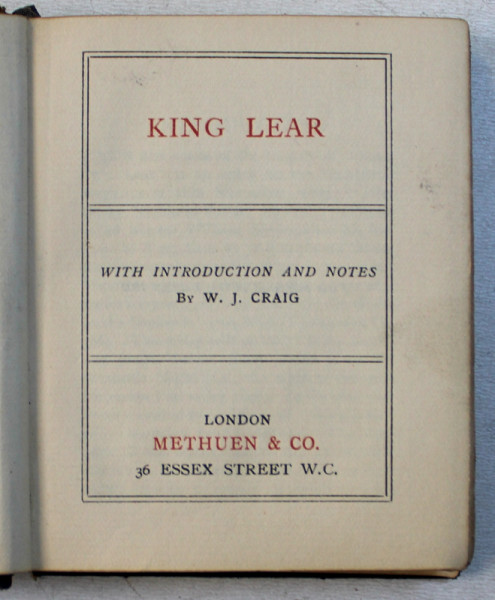 KING LEAR
WITH INTRODUCTION AND NOTES
BY W. J. CRAIG
LONDON
METHUEN & CO.
36 ESSEX STREET W.C.